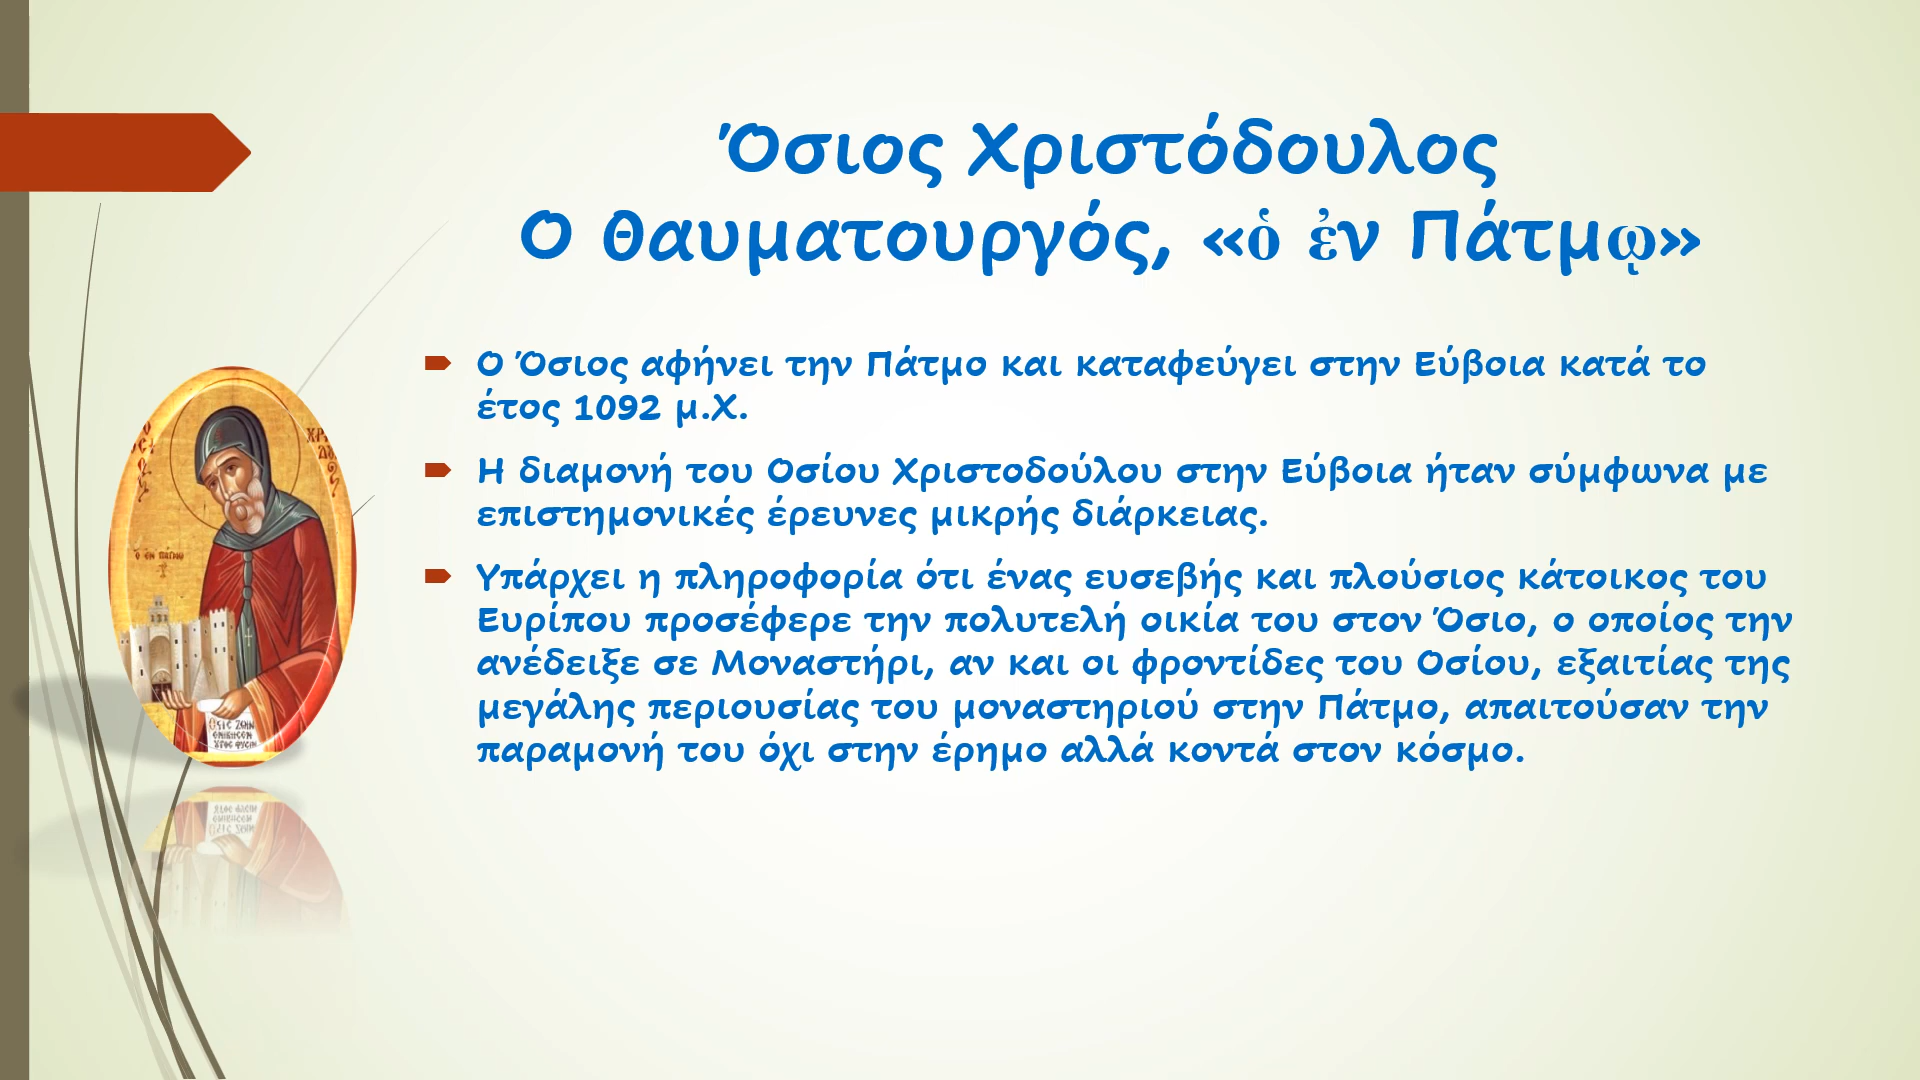 Όσιος Χριστόδουλος
Ο θαυματουργός, «ὁ ἐν Πάτμῳ»
Ο Όσιος αφήνει την Πάτμο και καταφεύγει στην Εύβοια κατά το
έτος 1092 μ.Χ.
Η διαμονή του Οσίου Χριστοδούλου στην Εύβοια ήταν σύμφωνα με
επιστημονικές έρευνες μικρής διάρκειας.
Υπάρχει η πληροφορία ότι ένας ευσεβής και πλούσιος κάτοικος του
Ευρίπου προσέφερε την πολυτελή οικία του στον Όσιο, ο οποίος την
ανέδειξε σε Μοναστήρι, αν και οι φροντίδες του Οσίου, εξαιτίας της
μεγάλης περιουσίας του μοναστηριού στην Πάτμο, απαιτούσαν την
παραμονή του όχι στην έρημο αλλά κοντά στον κόσμο.